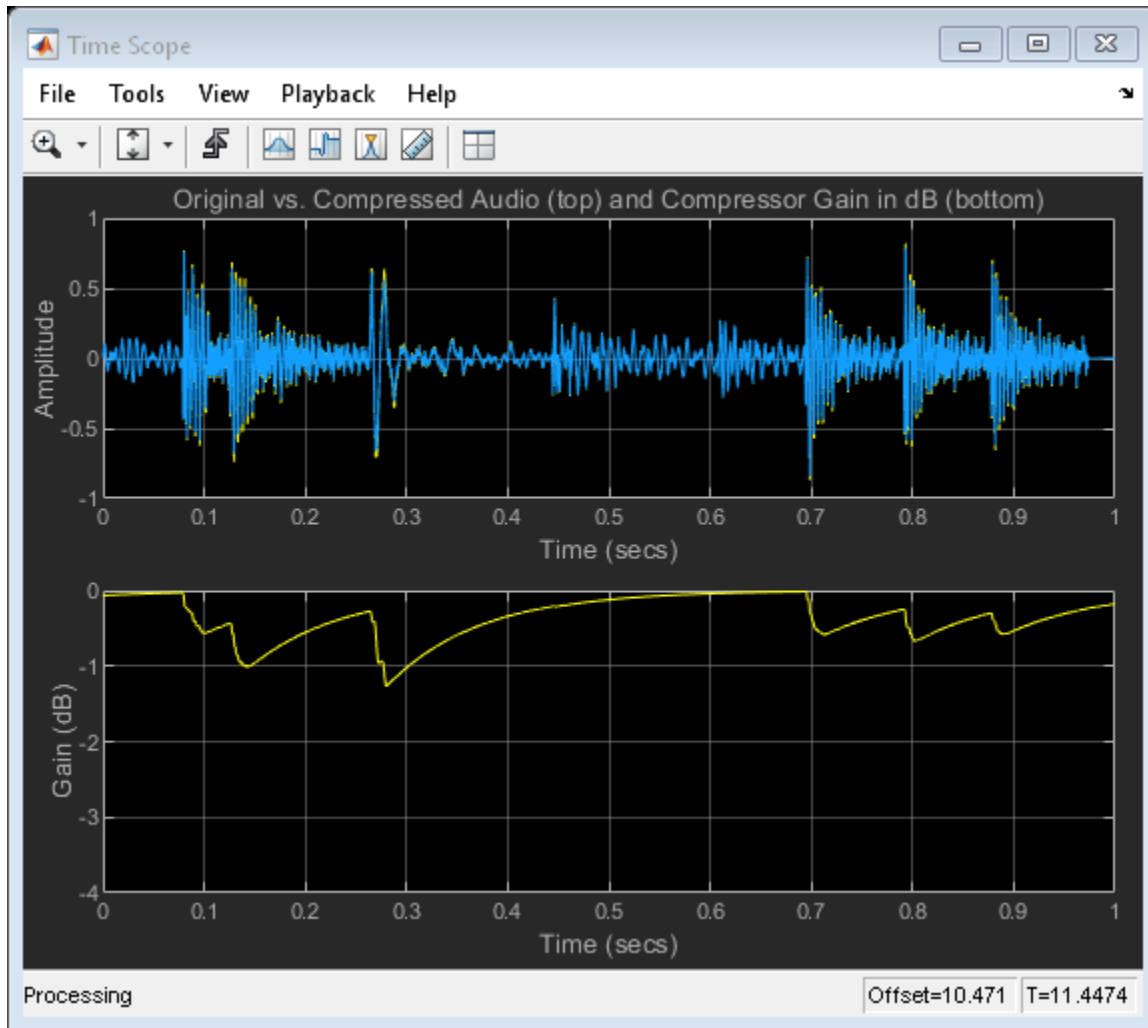 Time Scope
File Tools View Playback Help
Original vs. Compressed Audio (top) and Compressor Gain in dB (bottom)
1
0.5
0
-0.5
-1
Amplitude
0 0.1 0.2 0.3 0.4 0.5 0.6 0.7 0.8 0.9 1
Time (secs)
0
-1
-2
-3
-4
Gain (dB)
0 0.1 0.2 0.3 0.4 0.5 0.6 0.7 0.8 0.9 1
Time (secs)
Processing Offset=10.471 T=11.4474